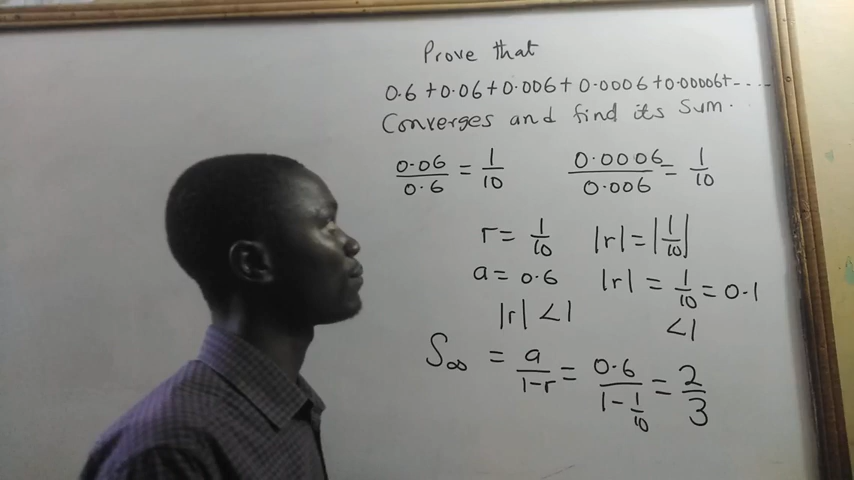 Prove that
0.6 + 0.06 + 0.006 + 0.0006 + 0.00006 + - - - -
Converges and find its Sum.
0.06/0.6 = 1/10   0.0006/0.006 = 1/10
r = 1/10   |r| = |1/10|
a = 0.6   |r| = 1/10 = 0.1
|r| < 1   < 1
S∞ = a/1-r = 0.6/1-1/10 = 2/3